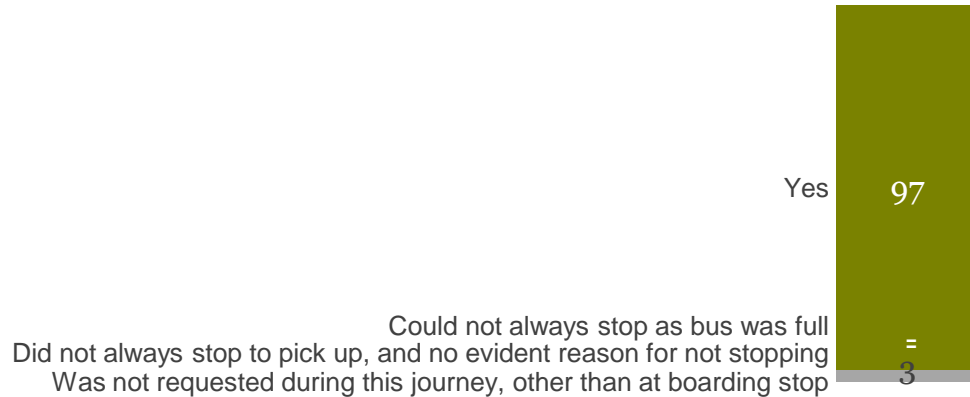 Yes 97
Could not always stop as bus was full
Did not always stop to pick up, and no evident reason for not stopping
Was not requested during this journey, other than at boarding stop 3